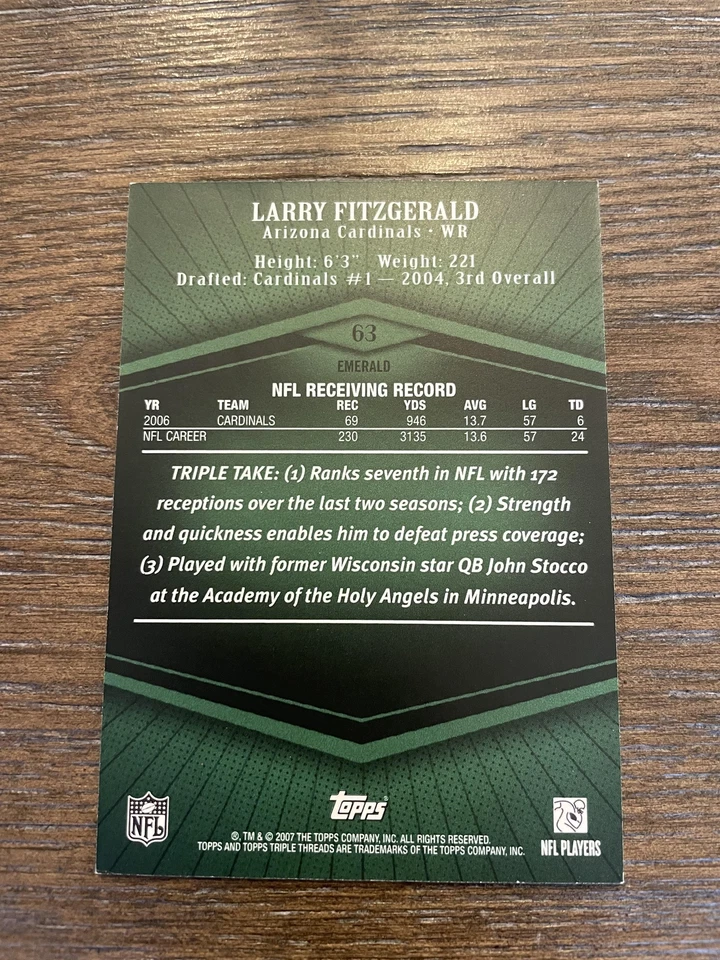 LARRY FITZGERALD
Arizona Cardinals • WR
Height: 6'3" Weight: 221
Drafted: Cardinals #1 — 2004, 3rd Overall
63
EMERALD
NFL RECEIVING RECORD
YR TEAM REC YDS AVG LG TD
2006 CARDINALS 69 946 13.7 57 6
NFL CAREER 230 3135 13.6 57 24
TRIPLE TAKE: (1) Ranks seventh in NFL with 172
receptions over the last two seasons; (2) Strength
and quickness enables him to defeat press coverage;
(3) Played with former Wisconsin star QB John Stocco
at the Academy of the Holy Angels in Minneapolis.
NFL
Topps
®, TM & © 2007 THE TOPPS COMPANY, INC. ALL RIGHTS RESERVED.
TOPPS AND TOPPS TRIPLE THREADS ARE TRADEMARKS OF THE TOPPS COMPANY, INC.
NFL PLAYERS